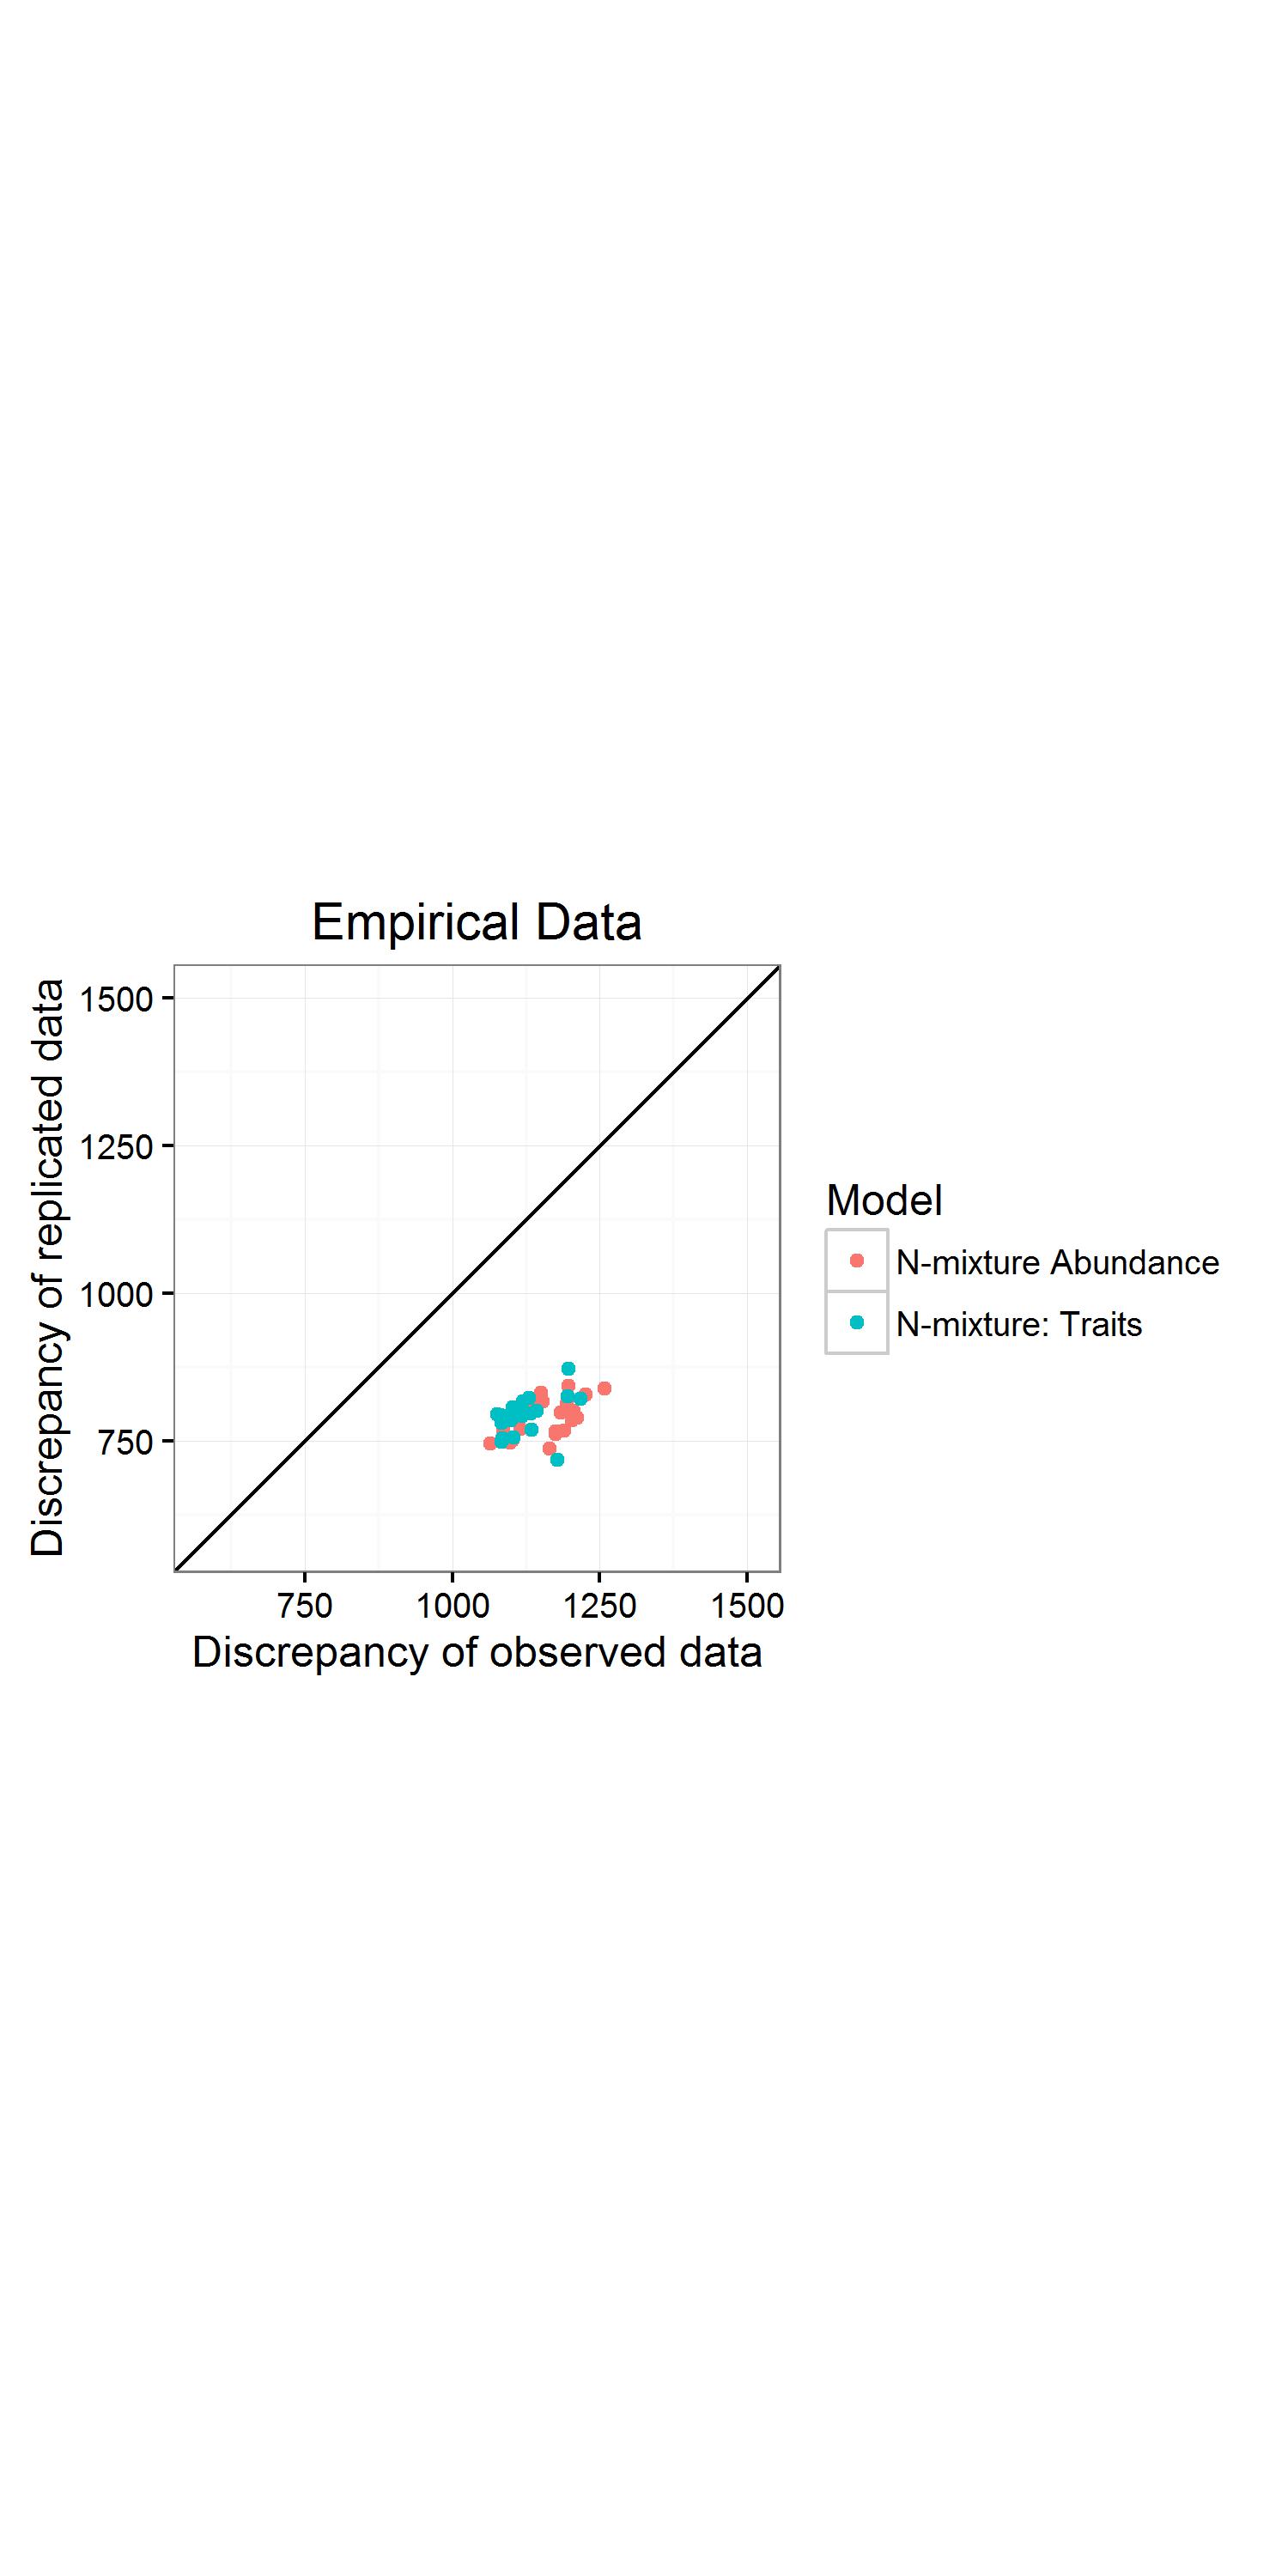 Empirical Data
Discrepancy of replicated data
1500
1250
1000
750
750 1000 1250 1500
Discrepancy of observed data
Model
N-mixture Abundance
N-mixture: Traits